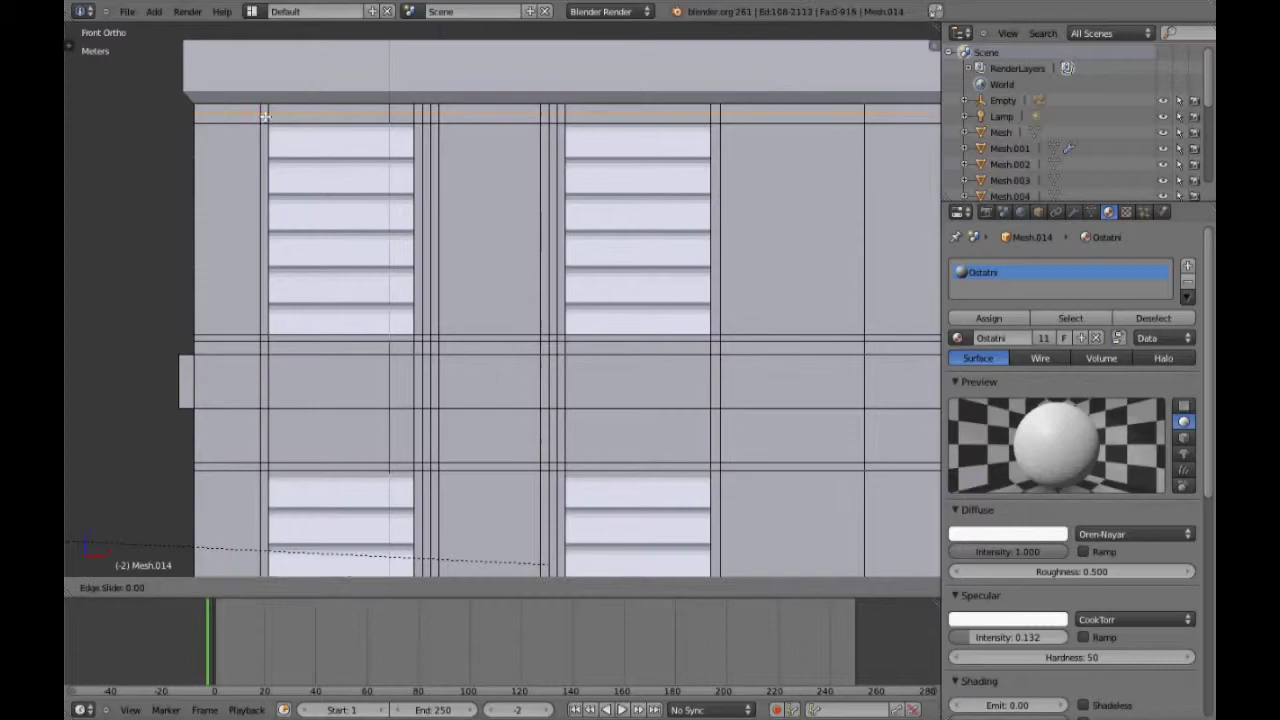 File Add Render Help Default Scene Blender Render blender.org 261 | Ed:108-2113 | Fa:0-916 | Mesh.014
Front Ortho
Meters
View Search All Scenes
Scene
RenderLayers
World
Empty
Lamp
Mesh
Mesh.001
Mesh.002
Mesh.003
Mesh.004
Mesh.014 Ostatni
Ostatni
Assign Select Deselect
Ostatni 11 F Data
Surface Wire Volume Halo
Preview
Diffuse
Oren-Nayar
Intensity: 1.000 Ramp
Roughness: 0.500
Specular
CookTorr
Intensity: 0.132 Ramp
Hardness: 50
Shading
Emit: 0.00 Shadeless
(-2) Mesh.014
Edge Slide: 0.00
-40 -20 0 20 40 60 80 100 120 140 160 180 200 220 240 260 280
View Marker Frame Playback Start: 1 End: 250 -2 No Sync